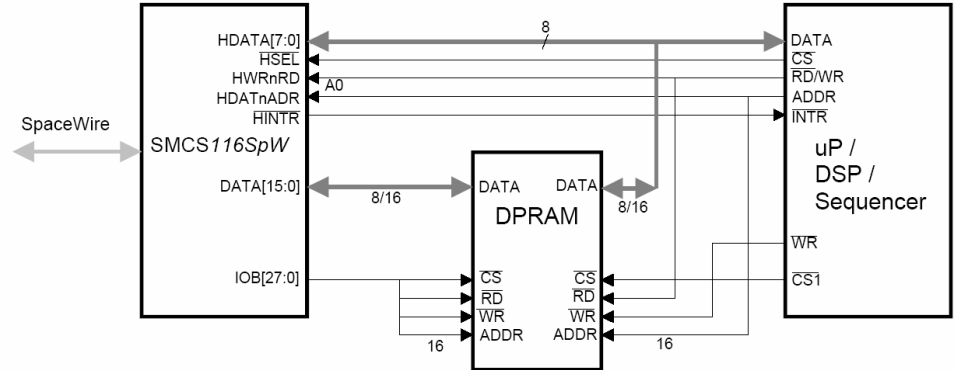 SpaceWire
HDATA[7:0]
HSEL
HWRnRD
HDATnADR
HINTR
SMCS116SpW
DATA[15:0]
IOB[27:0]
8
A0
8/16
16
DATA DATA
DPRAM
CS CS
RD RD
WR WR
ADDR ADDR
8/16
16
DATA
CS
RD/WR
ADDR
INTR
uP /
DSP /
Sequencer
WR
CS1